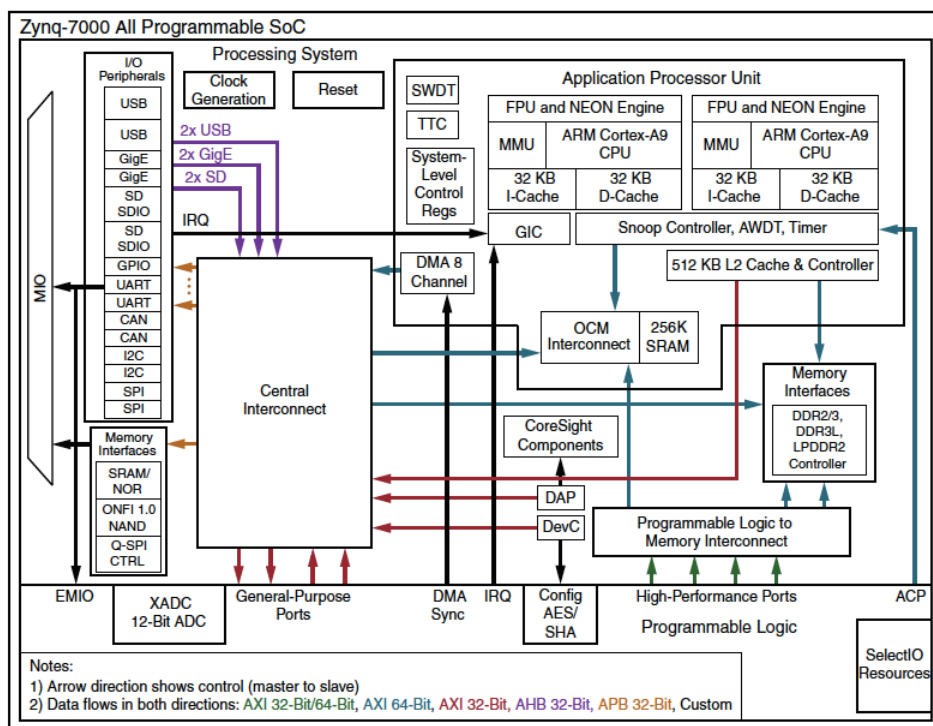 Zynq-7000 All Programmable SoC
Processing System
I/O
Peripherals
USB
USB
GigE
GigE
SD
SDIO
SD
SDIO
GPIO
UART
UART
CAN
CAN
I2C
I2C
SPI
SPI
MIO
Clock
Generation
Reset
2x USB
2x GigE
2x SD
IRQ
Application Processor Unit
SWDT
TTC
System-
Level
Control
Regs
FPU and NEON Engine
MMU
ARM Cortex-A9
CPU
32 KB
I-Cache
32 KB
D-Cache
FPU and NEON Engine
MMU
ARM Cortex-A9
CPU
32 KB
I-Cache
32 KB
D-Cache
GIC
Snoop Controller, AWDT, Timer
DMA 8
Channel
512 KB L2 Cache & Controller
OCM
Interconnect
256K
SRAM
Central
Interconnect
Memory
Interfaces
DDR2/3,
DDR3L,
LPDDR2
Controller
CoreSight
Components
DAP
DevC
Programmable Logic to
Memory Interconnect
Memory
Interfaces
SRAM/
NOR
ONFI 1.0
NAND
Q-SPI
CTRL
EMIO
XADC
12-Bit ADC
General-Purpose
Ports
DMA
Sync
IRQ
Config
AES/
SHA
High-Performance Ports
ACP
Programmable Logic
SelectIO
Resources
Notes:
1) Arrow direction shows control (master to slave)
2) Data flows in both directions: AXI 32-Bit/64-Bit, AXI 64-Bit, AXI 32-Bit, AHB 32-Bit, APB 32-Bit, Custom